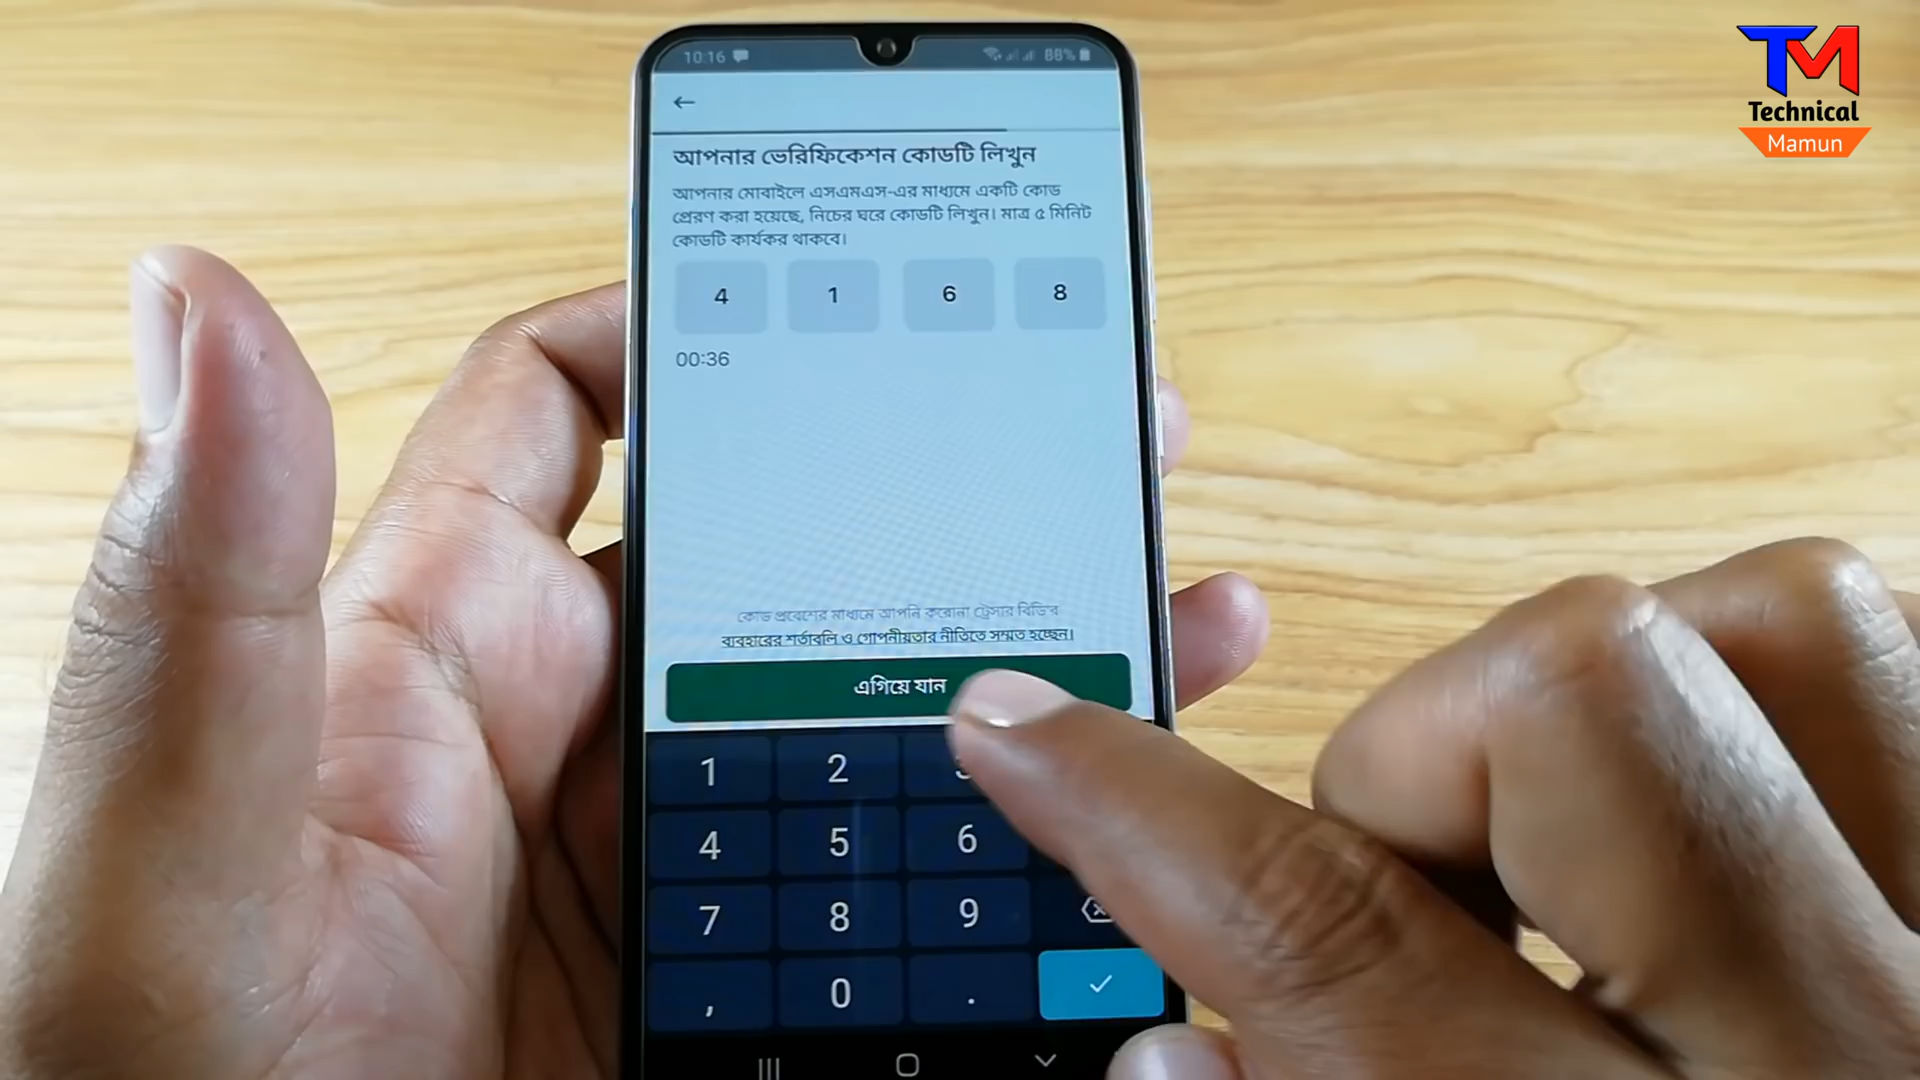 10:16
88%
আপনার ভেরিফিকেশন কোডটি লিখুন
আপনার মোবাইলে এসএমএস-এর মাধ্যমে একটি কোড
প্রেরণ করা হয়েছে, নিচের ঘরে কোডটি লিখুন। মাত্র ৫ মিনিট
কোডটি কার্যকর থাকবে।
4 1 6 8
00:36
কোড প্রবেশের মাধ্যমে আপনি করোনা ট্রেসার বিডি'র
ব্যবহারের শর্তাবলি ও গোপনীয়তার নীতিতে সম্মত হচ্ছেন।
এগিয়ে যান
1 2
4 5 6
7 8 9
, 0 .
TM
Technical
Mamun